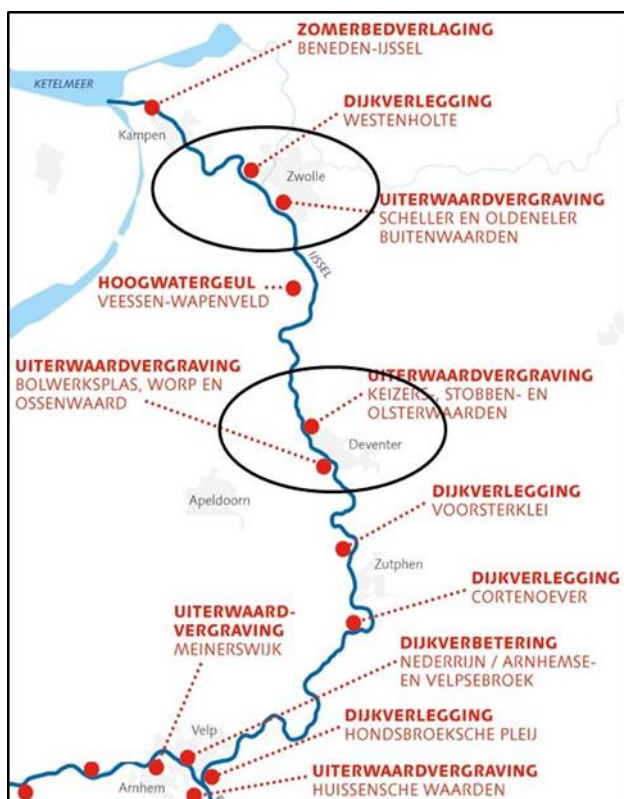 ZOMERBEDVERLAGING
BENEDEN-IJSSEL
KETELMEER
Kampen
DIJKVERLEGGING
WESTENHOLTE
Zwolle
UITERWAARDVERGRAVING
SCHELLER EN OLDENELER
BUITENWAARDEN
IJSSEL
HOOGWATERGEUL
VEESSEN-WAPENVELD
UITERWAARDVERGRAVING
BOLWERKSPLAS, WORP EN
OSSENWAARD
UITERWAARDVERGRAVING
KEIZERS-, STOBBEN- EN
OLSTERWAARDEN
Deventer
Apeldoorn
DIJKVERLEGGING
VOORSTERKLEI
Zutphen
DIJKVERLEGGING
CORTENOEVER
UITERWAARD-
VERGRAVING
MEINERSWIJK
DIJKVERBETERING
NEDERRIJN / ARNHEMSE-
EN VELPSEBROEK
Velp
DIJKVERLEGGING
HONDSBROEKSCHE PLEIJ
Arnhem
UITERWAARDVERGRAVING
HUISSENSCHE WAARDEN